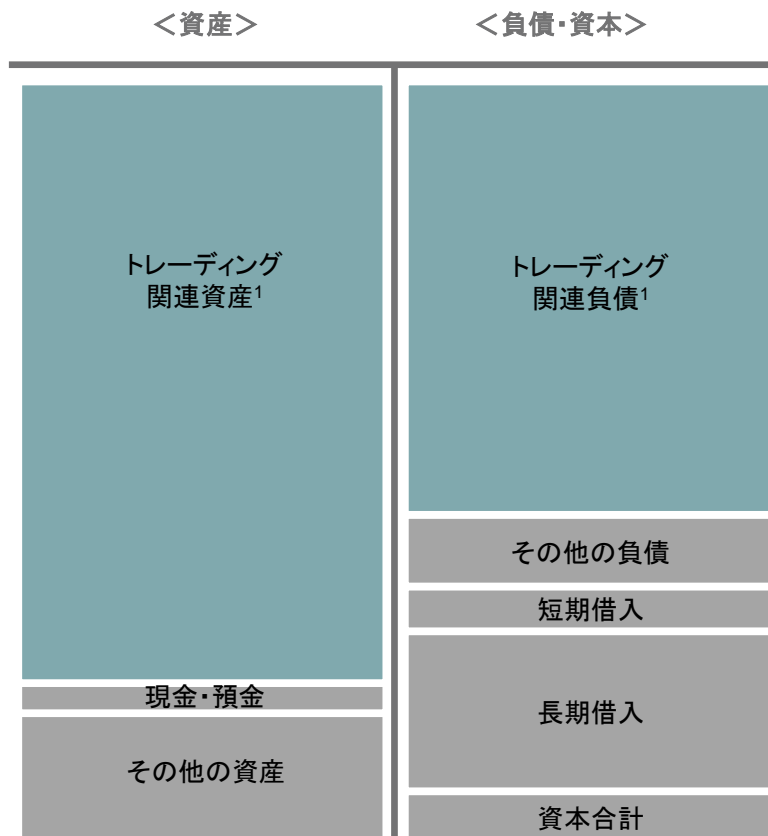 ＜資産＞
＜負債・資本＞
トレーディング
関連資産1
現金・預金
その他の資産
トレーディング
関連負債1
その他の負債
短期借入
長期借入
資本合計